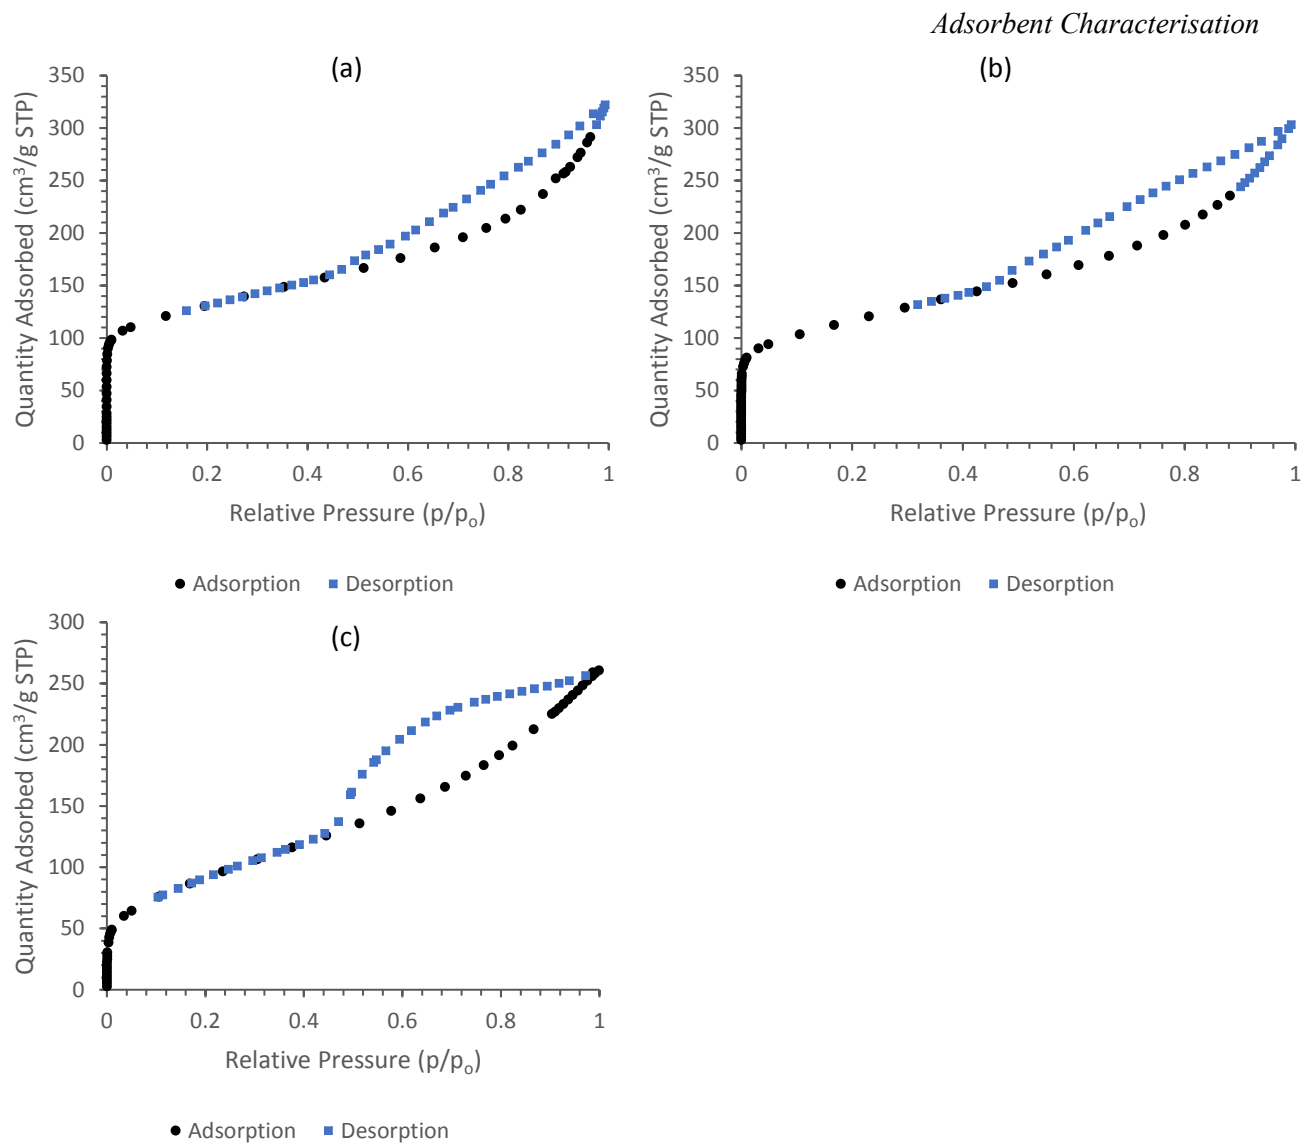 Adsorbent Characterisation
(a)
350
300
250
200
150
100
50
0
Quantity Adsorbed (cm³/g STP)
0 0.2 0.4 0.6 0.8 1
Relative Pressure (p/pₒ)
Adsorption Desorption
(b)
350
300
250
200
150
100
50
0
Quantity Adsorbed (cm³/g STP)
0 0.2 0.4 0.6 0.8 1
Relative Pressure (p/pₒ)
Adsorption Desorption
(c)
300
250
200
150
100
50
0
Quantity Adsorbed (cm³/g STP)
0 0.2 0.4 0.6 0.8 1
Relative Pressure (p/pₒ)
Adsorption Desorption